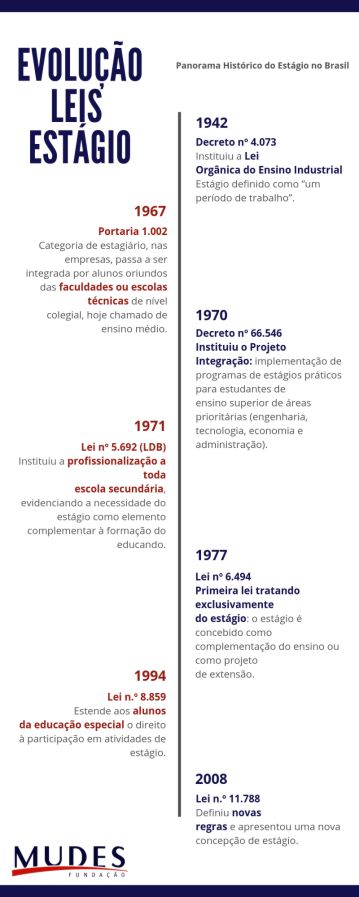 EVOLUÇÃO
LEIS
ESTÁGIO
Panorama Histórico do Estágio no Brasil
1942
Decreto nº 4.073
Instituiu a Lei
Orgânica do Ensino Industrial
Estágio definido como "um
período de trabalho".
1967
Portaria 1.002
Categoria de estagiário, nas
empresas, passa a ser
integrada por alunos oriundos
das faculdades ou escolas
técnicas de nível
colegial, hoje chamado de
ensino médio.
1970
Decreto nº 66.546
Instituiu o Projeto
Integração: implementação de
programas de estágios práticos
para estudantes de
ensino superior de áreas
prioritárias (engenharia,
tecnologia, economia e
administração).
1971
Lei nº 5.692 (LDB)
Instituiu a profissionalização a
toda
escola secundária,
evidenciando a necessidade do
estágio como elemento
complementar à formação do
educando.
1977
Lei nº 6.494
Primeira lei tratando
exclusivamente
do estágio: o estágio é
concebido como
complementação do ensino ou
como projeto
de extensão.
1994
Lei n.º 8.859
Estende aos alunos
da educação especial o direito
à participação em atividades de
estágio.
2008
Lei n.º 11.788
Definiu novas
regras e apresentou uma nova
concepção de estágio.
MUDES
FUNDAÇÃO